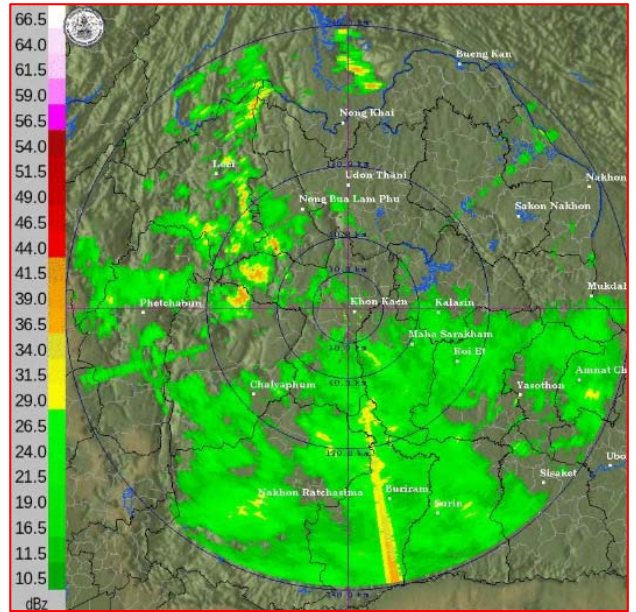 66.5
64.0
61.5
59.0
56.5
54.0
51.5
49.0
46.5
44.0
41.5
39.0
36.5
34.0
31.5
29.0
26.5
24.0
21.5
19.0
16.5
14.0
11.5
10.5
dBz
Bueng Kan
Nong Khai
Loei
Udon Thani
Nakhon
Nong Bua Lam Phu
Sakon Nakhon
Mukdah
Phetchabun
Khon Kaen
Kalasin
Maha Sarakham
Roi Et
Amnat Ch
Chaiyaphum
Yasothon
Ubo
Sisaket
Nakhon Ratchasima
Buriram
Surin